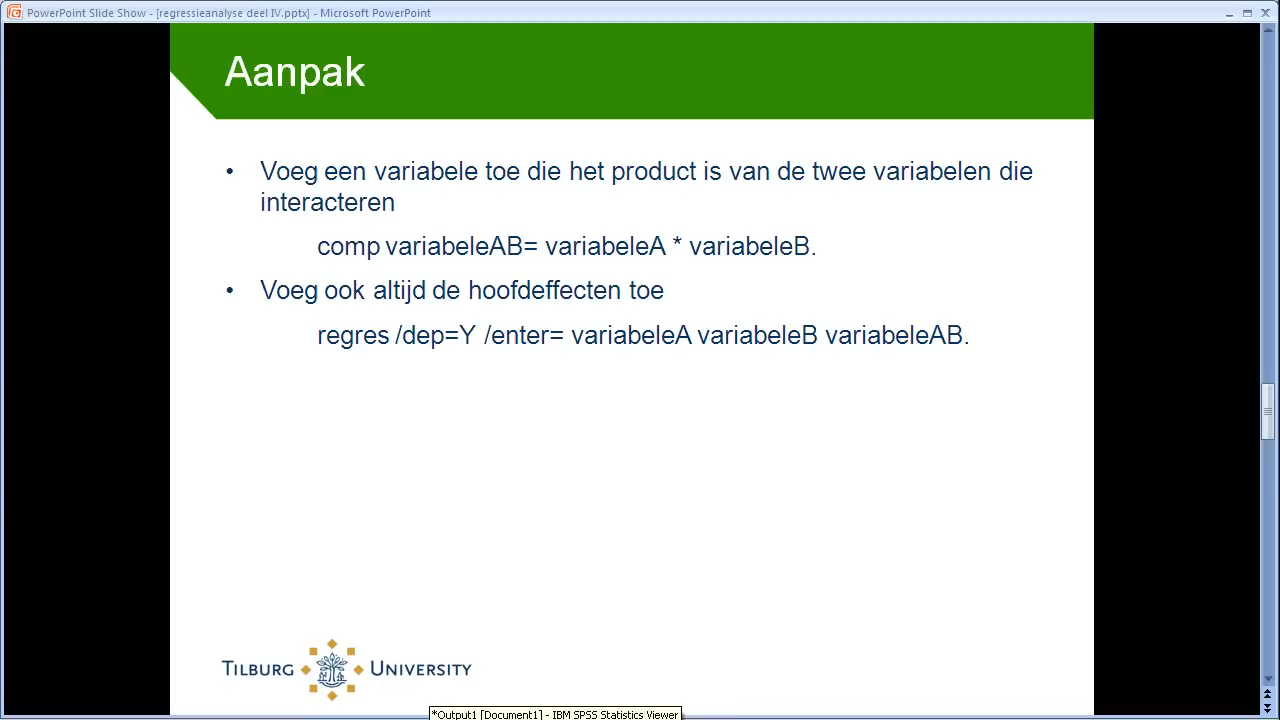 PowerPoint Slide Show - [regressieanalyse deel IV.pptx] - Microsoft PowerPoint
Aanpak
• Voeg een variabele toe die het product is van de twee variabelen die
interacteren
comp variabeleAB= variabeleA * variabeleB.
• Voeg ook altijd de hoofdeffecten toe
regres /dep=Y /enter= variabeleA variabeleB variabeleAB.
TILBURG UNIVERSITY
*Output1 [Document1] - IBM SPSS Statistics Viewer